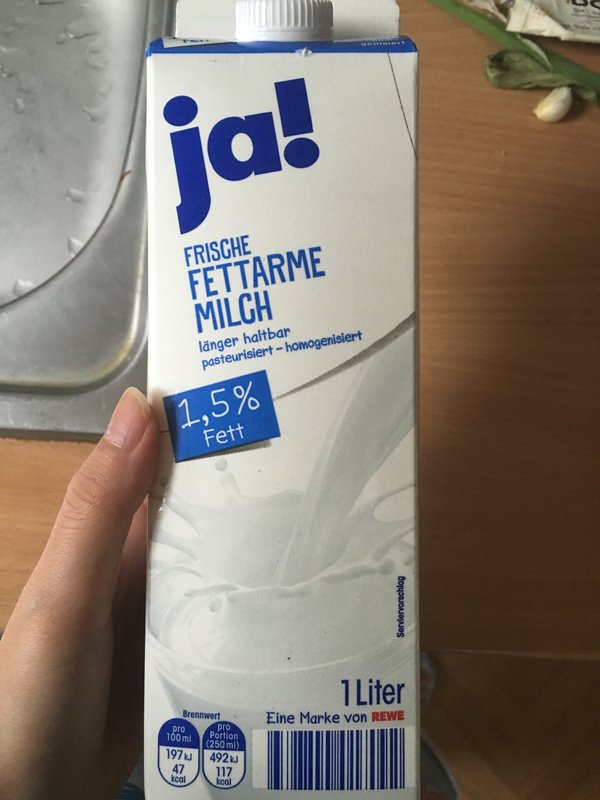 genisiert
ja!
FRISCHE
FETTARME
MILCH
länger haltbar
pasteurisiert – homogenisiert
1,5%
Fett
Serviervorschlag
1 Liter
Eine Marke von REWE
Brennwert
pro
100 ml
197 kJ
47
kcal
pro
Portion
(250 ml)
492 kJ
117
kcal